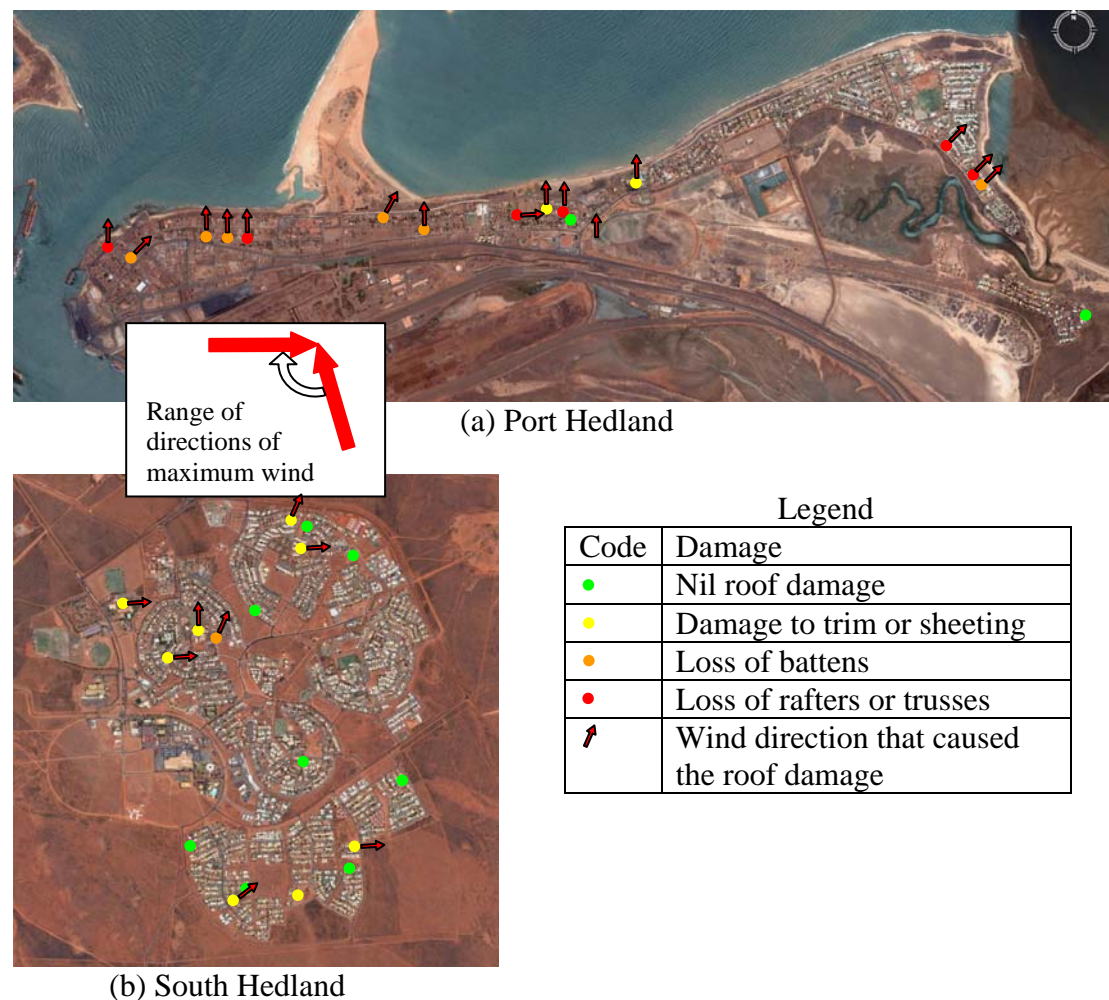 N
(a) Port Hedland
Range of
directions of
maximum wind
Legend
Code Damage
Nil roof damage
Damage to trim or sheeting
Loss of battens
Loss of rafters or trusses
Wind direction that caused
the roof damage
(b) South Hedland